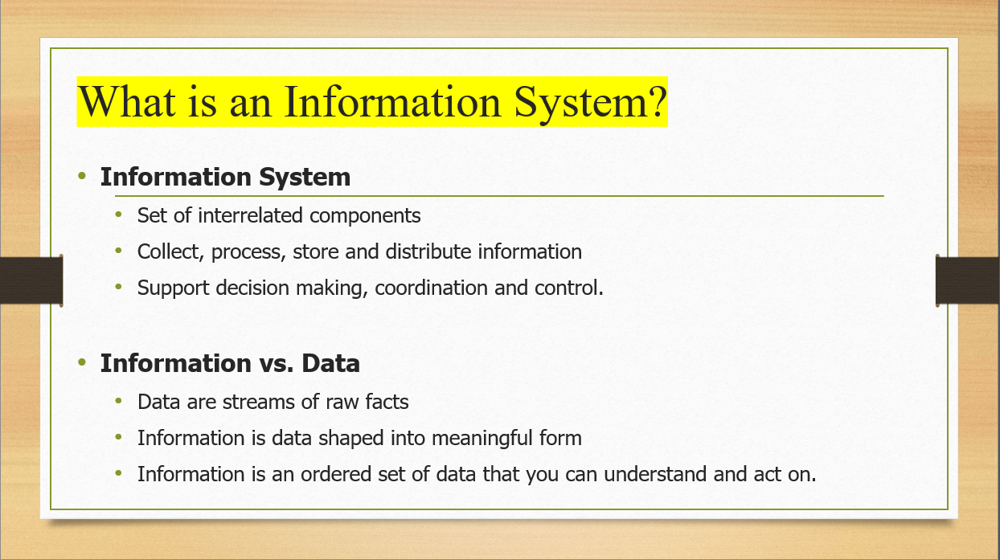 What is an Information System?
• Information System
• Set of interrelated components
• Collect, process, store and distribute information
• Support decision making, coordination and control.
• Information vs. Data
• Data are streams of raw facts
• Information is data shaped into meaningful form
• Information is an ordered set of data that you can understand and act on.